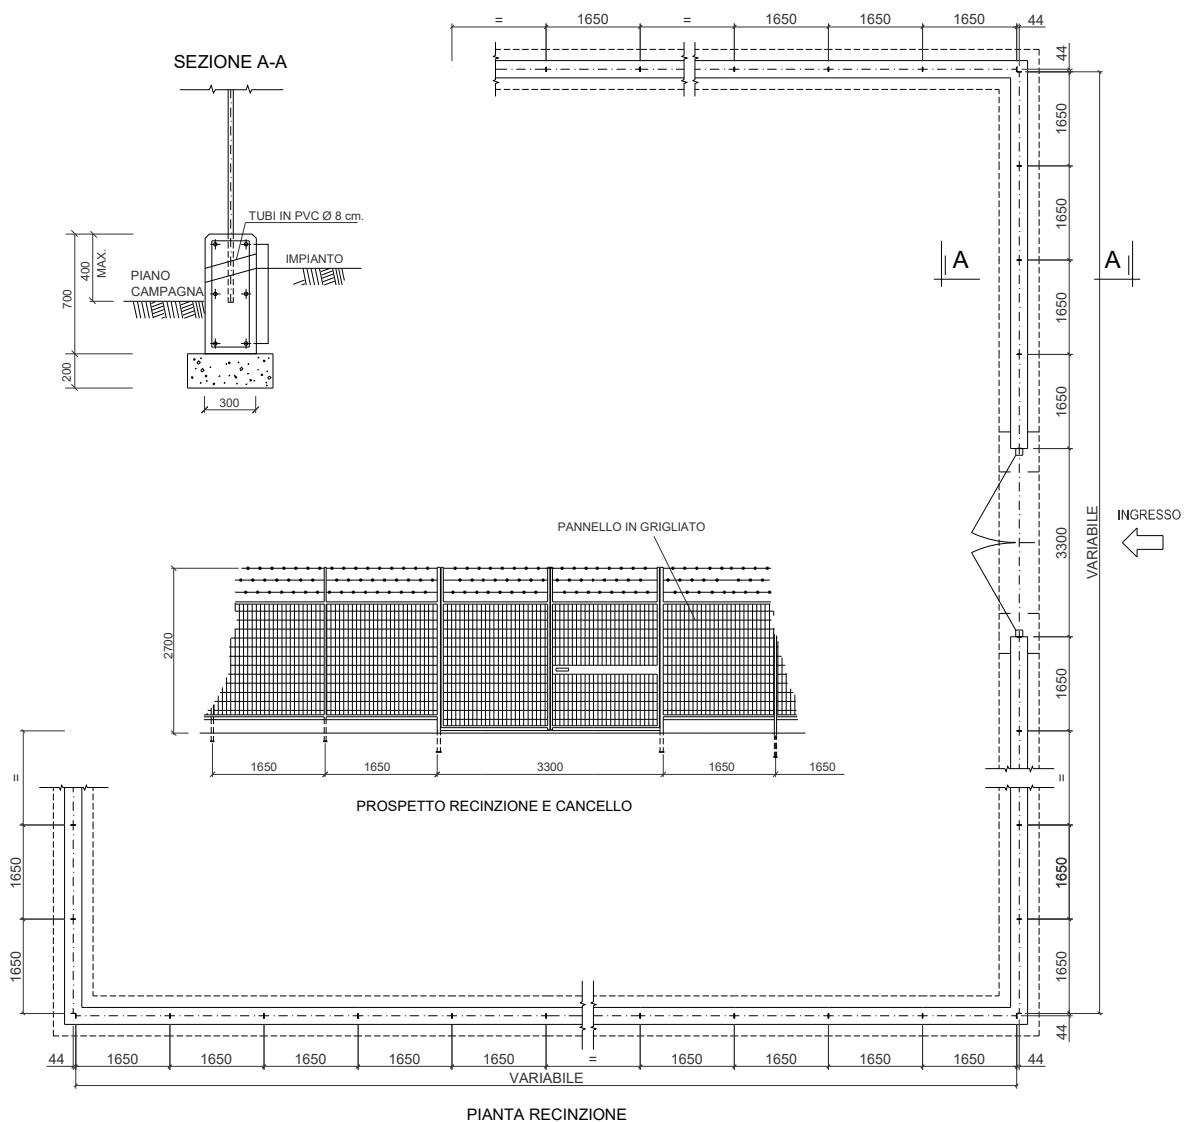 = 1650 = 1650 1650 1650 44
44
1650
1650
1650
1650
3300
1650
=
1650
1650
44
VARIABILE
INGRESSO
A A
SEZIONE A-A
TUBI IN PVC Ø 8 cm.
IMPIANTO
PIANO
CAMPAGNA
400
MAX.
700
200
300
PANNELLO IN GRIGLIATO
2700
1650 1650 3300 1650 1650
PROSPETTO RECINZIONE E CANCELLO
=
1650
1650
44 1650 1650 1650 1650 1650 = 1650 1650 1650 1650 44
VARIABILE
PIANTA RECINZIONE